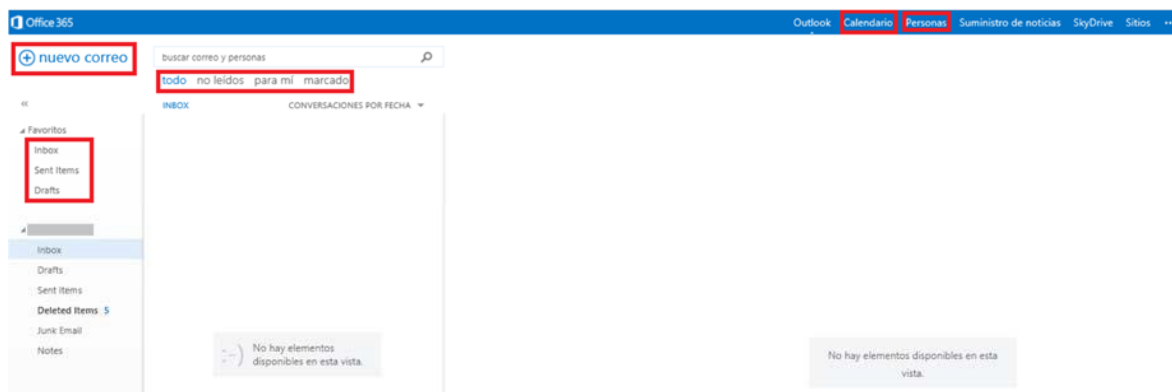 Office 365
Outlook Calendario Personas Suministro de noticias SkyDrive Sitios ...
nuevo correo
buscar correo y personas
todo no leídos para mí marcado
INBOX CONVERSACIONES POR FECHA
Favoritos
Inbox
Sent Items
Drafts
Inbox
Drafts
Sent Items
Deleted Items 5
Junk Email
Notes
:-)
No hay elementos
disponibles en esta vista.
No hay elementos disponibles en esta
vista.